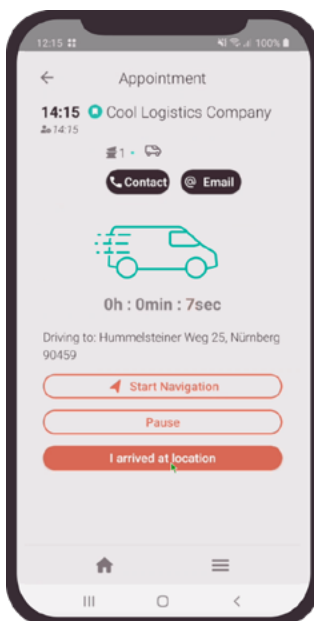 12:15
100%
Appointment
14:15 Cool Logistics Company
14:15
1
Contact @ Email
0h : 0min : 7sec
Driving to: Hummelsteiner Weg 25, Nürnberg
90459
Start Navigation
Pause
I arrived at location